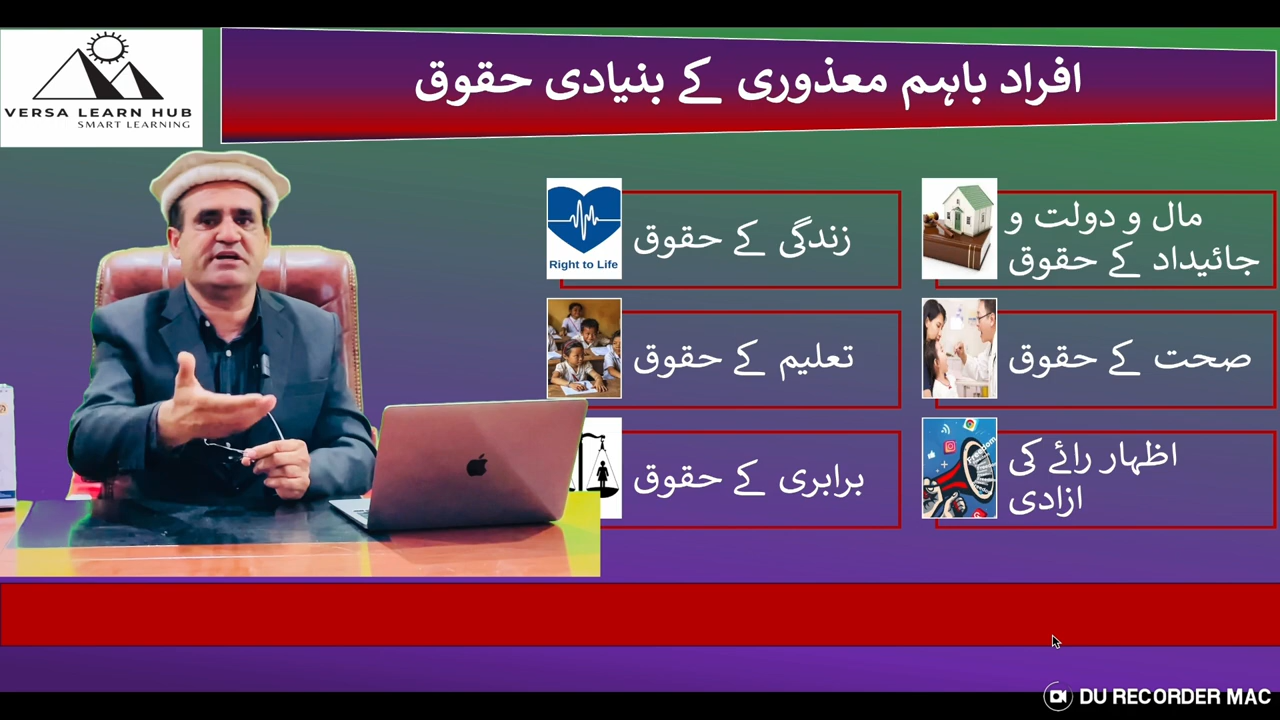 VERSA LEARN HUB
SMART LEARNING
افراد باہم معذوری کے بنیادی حقوق
مال و دولت و
جائیداد کے حقوق
زندگی کے حقوق
Right to Life
صحت کے حقوق
تعلیم کے حقوق
اظہار رائے کی
ازادی
Freedom
برابری کے حقوق
DU RECORDER MAC